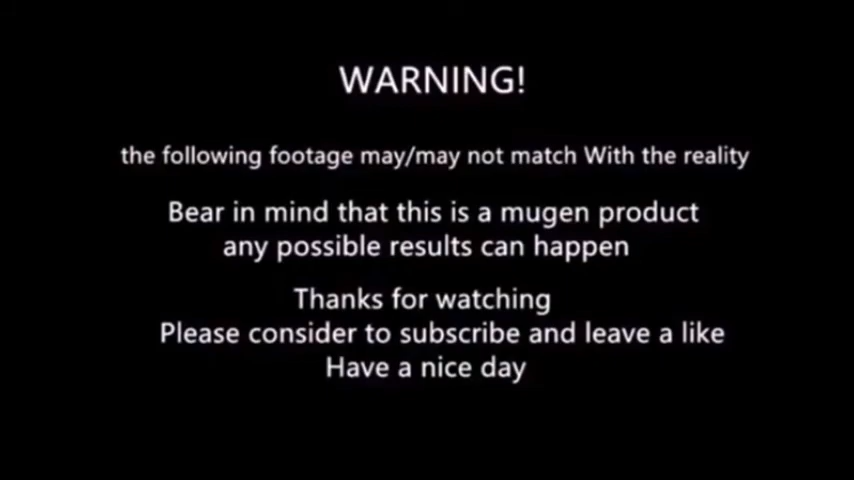 WARNING!
the following footage may/may not match With the reality
Bear in mind that this is a mugen product
any possible results can happen
Thanks for watching
Please consider to subscribe and leave a like
Have a nice day